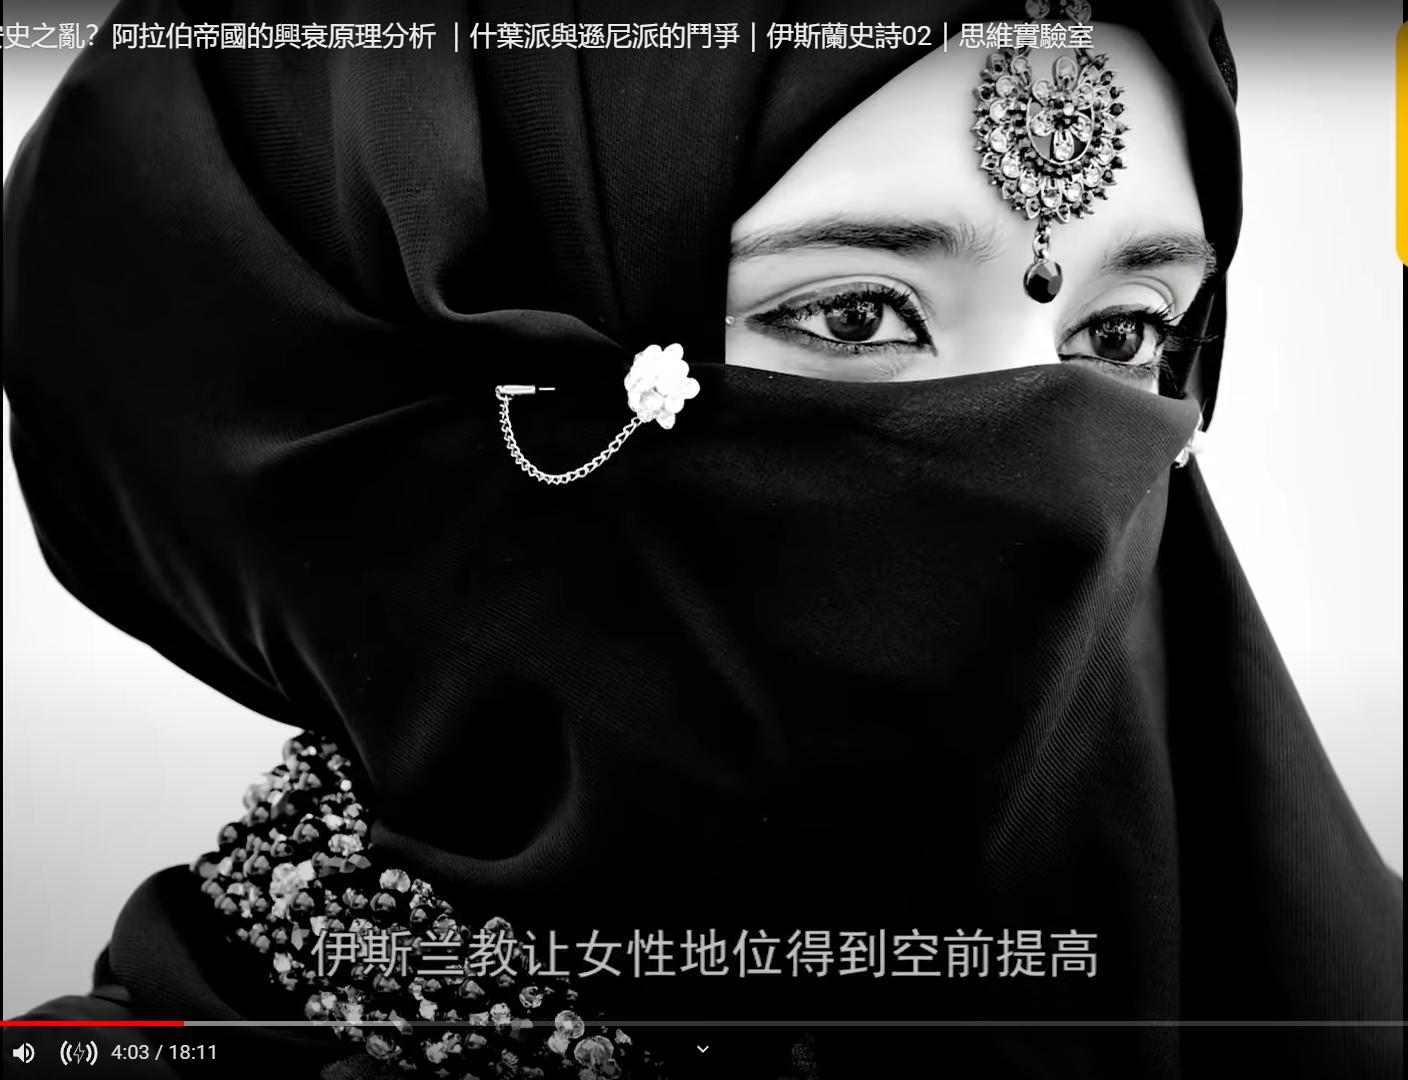 史之亂？阿拉伯帝國的興衰原理分析 ｜什葉派與遜尼派的鬥爭｜伊斯蘭史詩02｜思維實驗室
伊斯兰教让女性地位得到空前提高
4:03 / 18:11